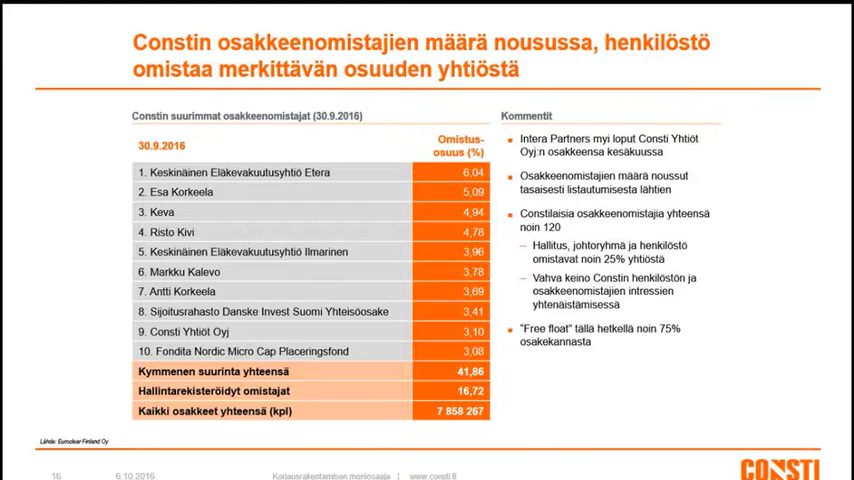 Constin osakkeenomistajien määrä nousussa, henkilöstö
omistaa merkittävän osuuden yhtiöstä
Constin suurimmat osakkeenomistajat (30.9.2016)
30.9.2016
Omistus-
osuus (%)
1. Keskinäinen Eläkevakuutusyhtiö Etera 6,04
2. Esa Korkeela 5,09
3. Keva 4,94
4. Risto Kivi 4,78
5. Keskinäinen Eläkevakuutusyhtiö Ilmarinen 3,96
6. Markku Kalevo 3,78
7. Antti Korkeela 3,69
8. Sijoitusrahasto Danske Invest Suomi Yhteisöosake 3,41
9. Consti Yhtiöt Oyj 3,10
10. Fondita Nordic Micro Cap Placeringsfond 3,08
Kymmenen suurinta yhteensä 41,86
Hallintarekisteröidyt omistajat 16,72
Kaikki osakkeet yhteensä (kpl) 7 858 267
Kommentit
Intera Partners myi loput Consti Yhtiöt
Oyj:n osakkeensa kesäkuussa
Osakkeenomistajien määrä noussut
tasaisesti listautumisesta lähtien
Constilaisia osakkeenomistajia yhteensä
noin 120
– Hallitus, johtoryhmä ja henkilöstö
omistavat noin 25% yhtiöstä
– Vahva keino Constin henkilöstön ja
osakkeenomistajien intressien
yhtenäistämisessä
"Free float" tällä hetkellä noin 75%
osakekannasta
Lähde: Euroclear Finland Oy
16 6.10.2016 Korjausrakentamisen moniosaaja | www.consti.fi
CONSTI